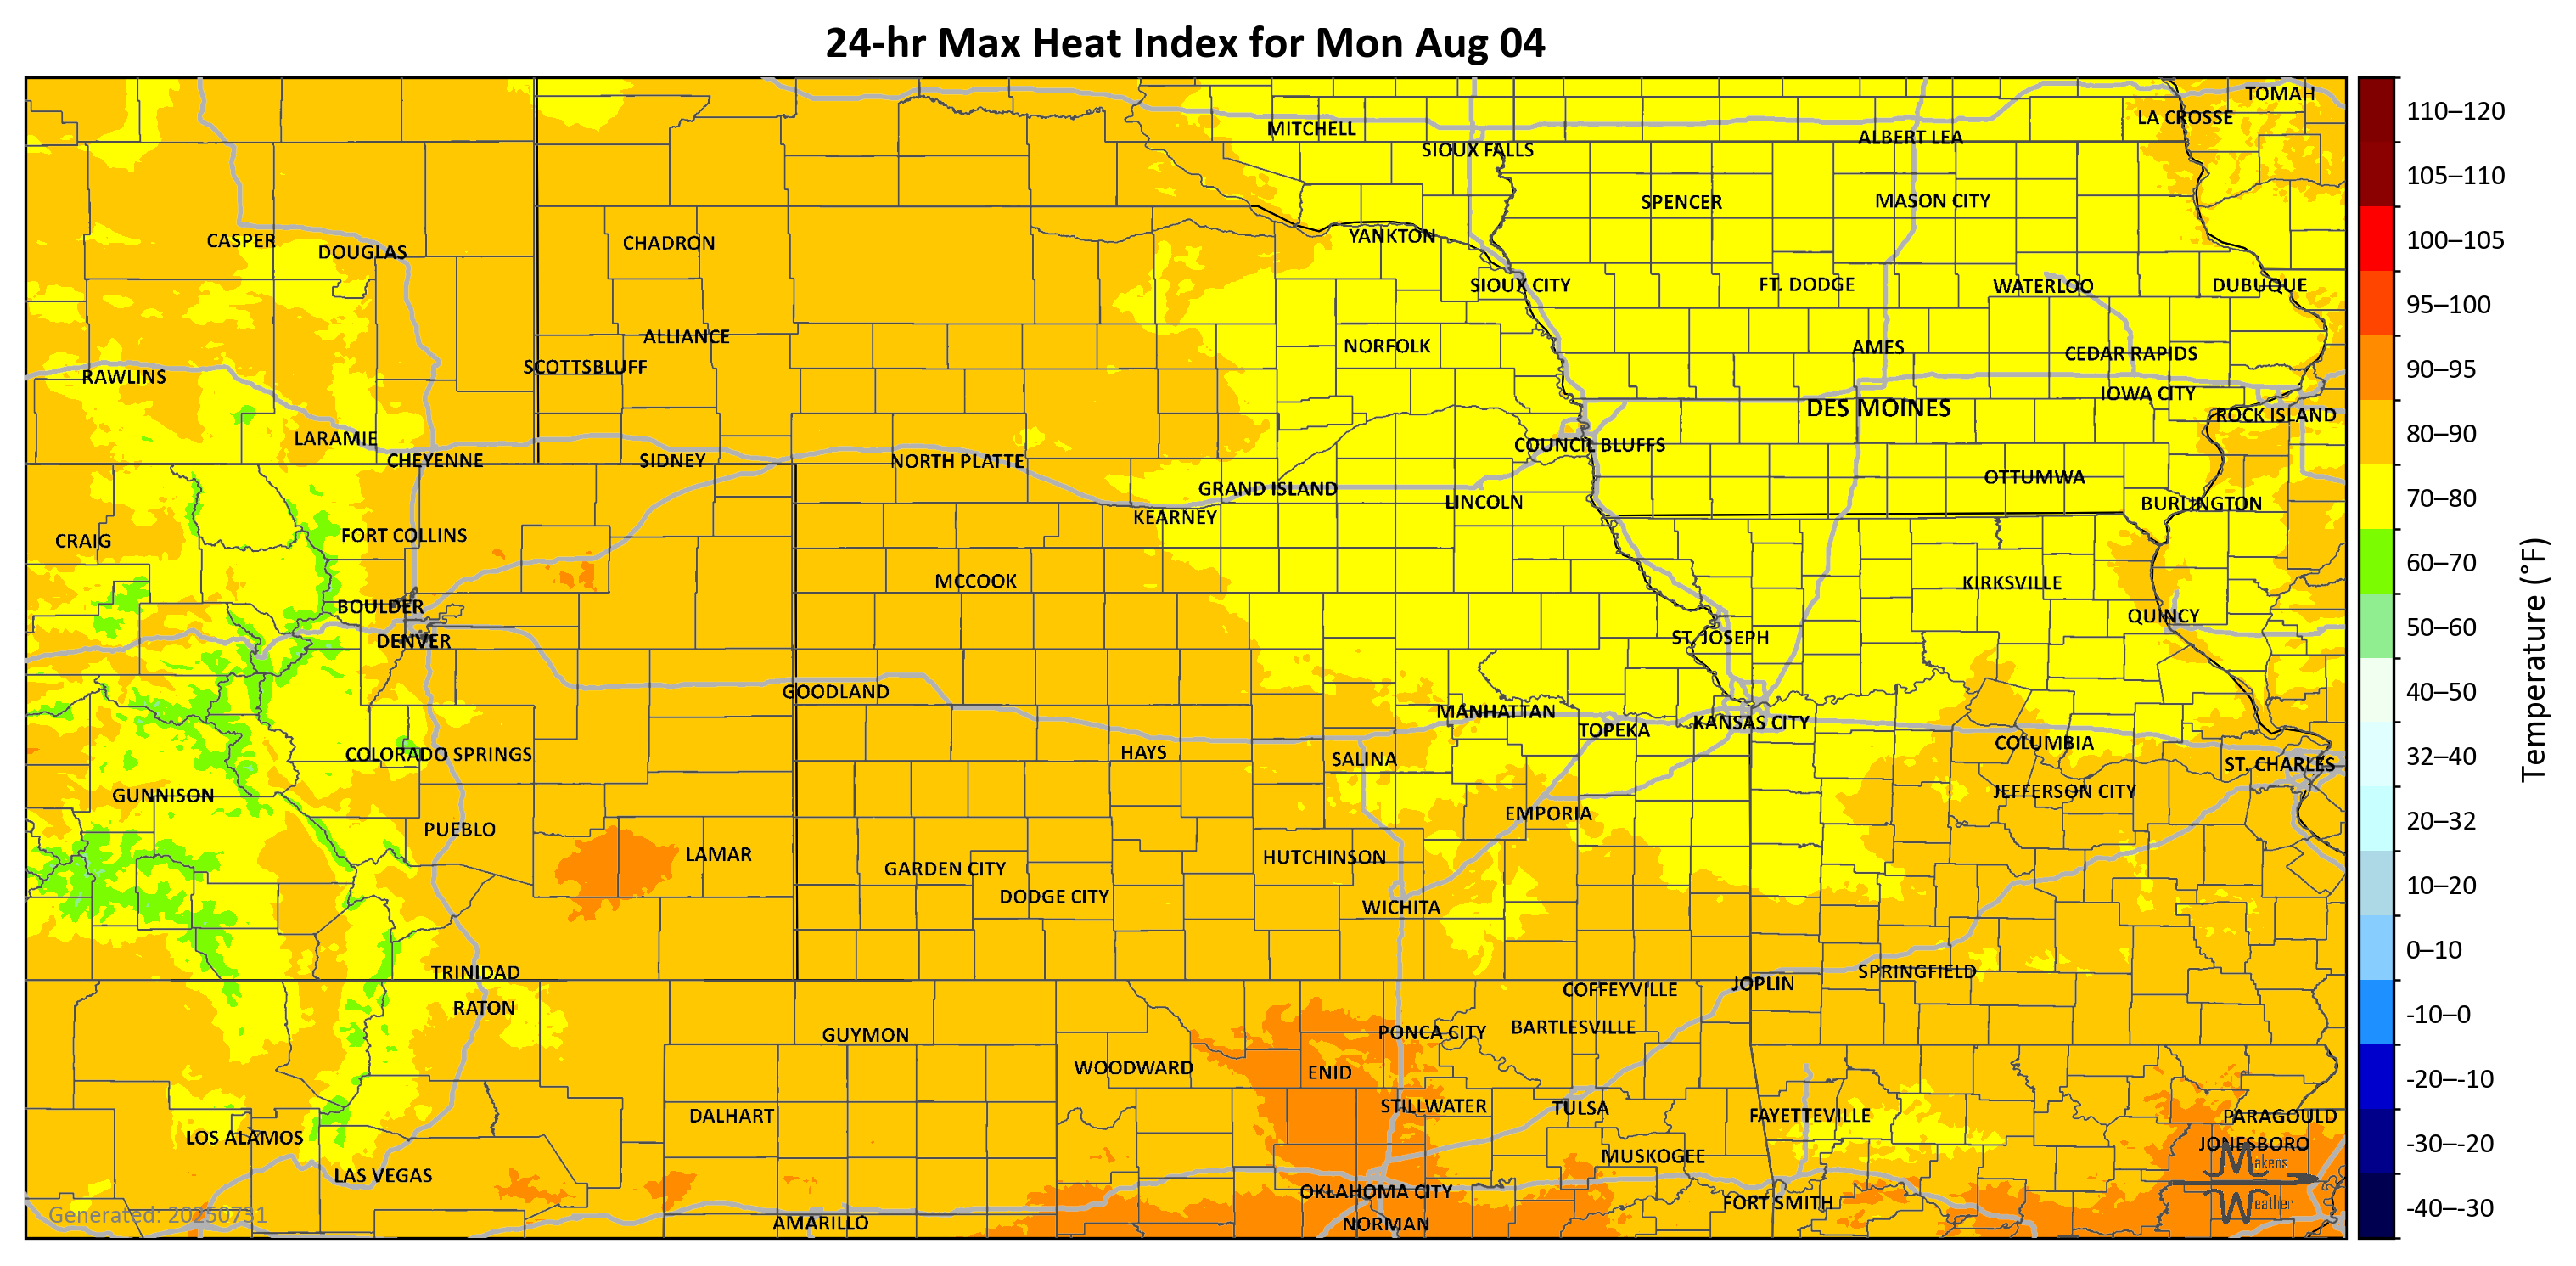 24-hr Max Heat Index for Mon Aug 04
TOMAH
LA CROSSE
MITCHELL
ALBERT LEA
SIOUX FALLS
SPENCER
MASON CITY
YANKTON
CASPER
CHADRON
DOUGLAS
SIOUX CITY
FT. DODGE
WATERLOO
DUBUQUE
ALLIANCE
NORFOLK
AMES
CEDAR RAPIDS
SCOTTSBLUFF
RAWLINS
IOWA CITY
DES MOINES
ROCK ISLAND
LARAMIE
COUNCIL BLUFFS
CHEYENNE
SIDNEY
NORTH PLATTE
OTTUMWA
GRAND ISLAND
LINCOLN
BURLINGTON
KEARNEY
FORT COLLINS
CRAIG
MCCOOK
KIRKSVILLE
BOULDER
QUINCY
DENVER
ST. JOSEPH
GOODLAND
MANHATTAN
KANSAS CITY
TOPEKA
COLUMBIA
COLORADO SPRINGS
HAYS
SALINA
ST. CHARLES
GUNNISON
JEFFERSON CITY
EMPORIA
PUEBLO
LAMAR
HUTCHINSON
GARDEN CITY
DODGE CITY
WICHITA
TRINIDAD
SPRINGFIELD
JOPLIN
COFFEYVILLE
RATON
BARTLESVILLE
PONCA CITY
GUYMON
WOODWARD
ENID
STILLWATER
TULSA
DALHART
FAYETTEVILLE
PARAGOULD
LOS ALAMOS
JONESBORO
MUSKOGEE
LAS VEGAS
OKLAHOMA CITY
FORT SMITH
AMARILLO
NORMAN
Makens
Weather
Generated: 20250731
110–120
105–110
100–105
95–100
90–95
80–90
70–80
60–70
50–60
40–50
32–40
20–32
10–20
0–10
-10–0
-20–-10
-30–-20
-40–-30
Temperature (°F)